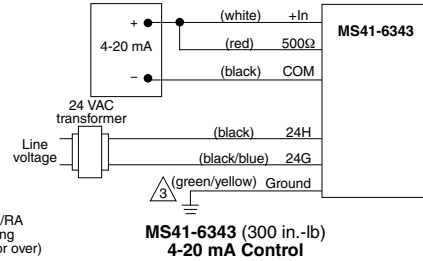 + (white) +In
MS41-6343
4-20 mA (red) 500Ω
– (black) COM
24 VAC
transformer
(black) 24H
Line
voltage
(black/blue) 24G
3 (green/yellow) Ground
/RA
ng
or over)
MS41-6343 (300 in.-lb)
4-20 mA Control